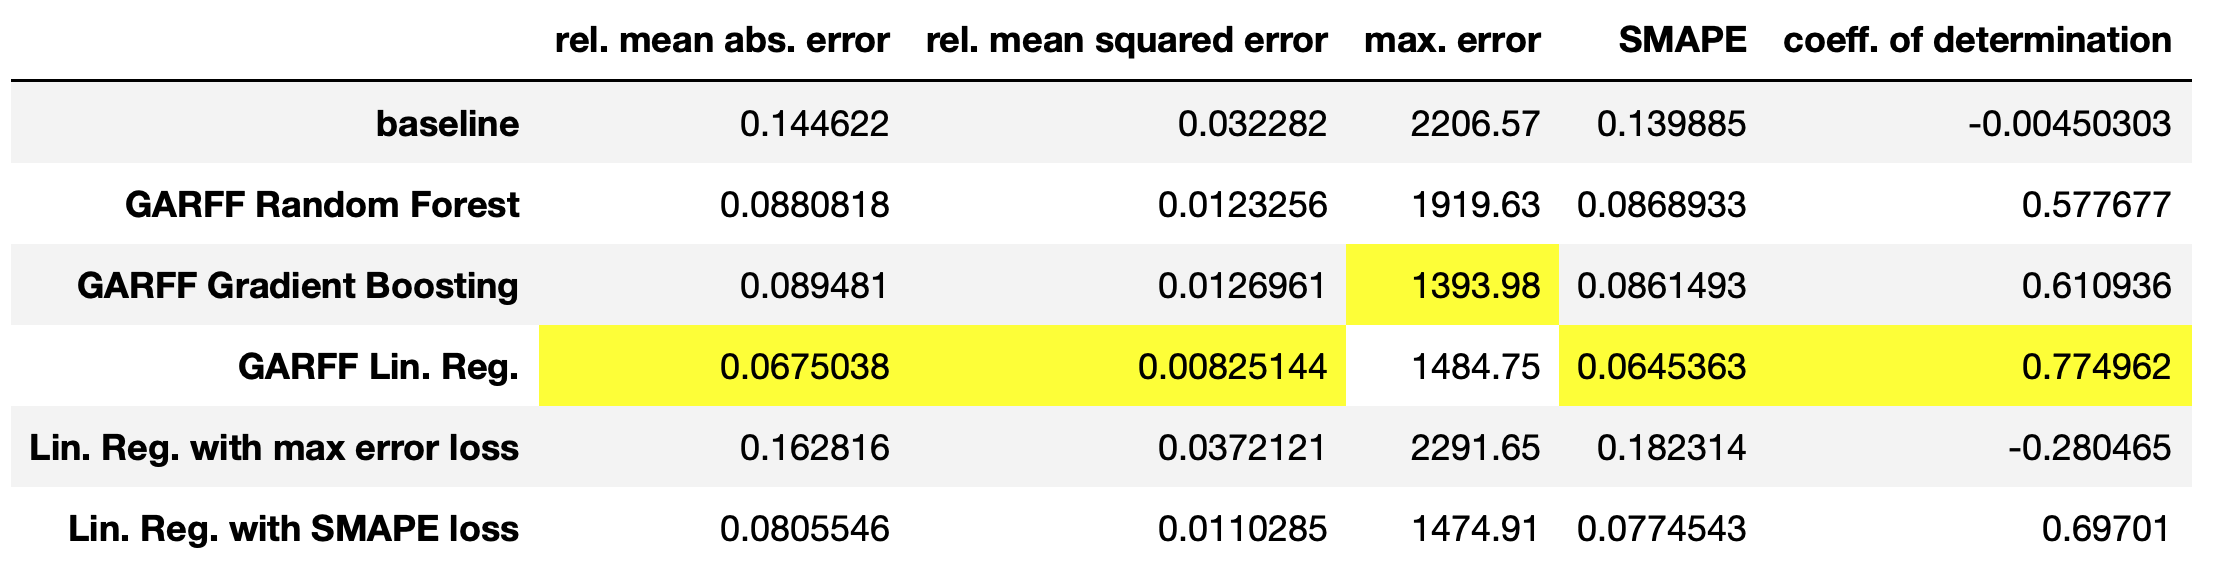 rel. mean abs. error rel. mean squared error max. error SMAPE coeff. of determination
baseline 0.144622 0.032282 2206.57 0.139885 -0.00450303
GARFF Random Forest 0.0880818 0.0123256 1919.63 0.0868933 0.577677
GARFF Gradient Boosting 0.089481 0.0126961 1393.98 0.0861493 0.610936
GARFF Lin. Reg. 0.0675038 0.00825144 1484.75 0.0645363 0.774962
Lin. Reg. with max error loss 0.162816 0.0372121 2291.65 0.182314 -0.280465
Lin. Reg. with SMAPE loss 0.0805546 0.0110285 1474.91 0.0774543 0.69701